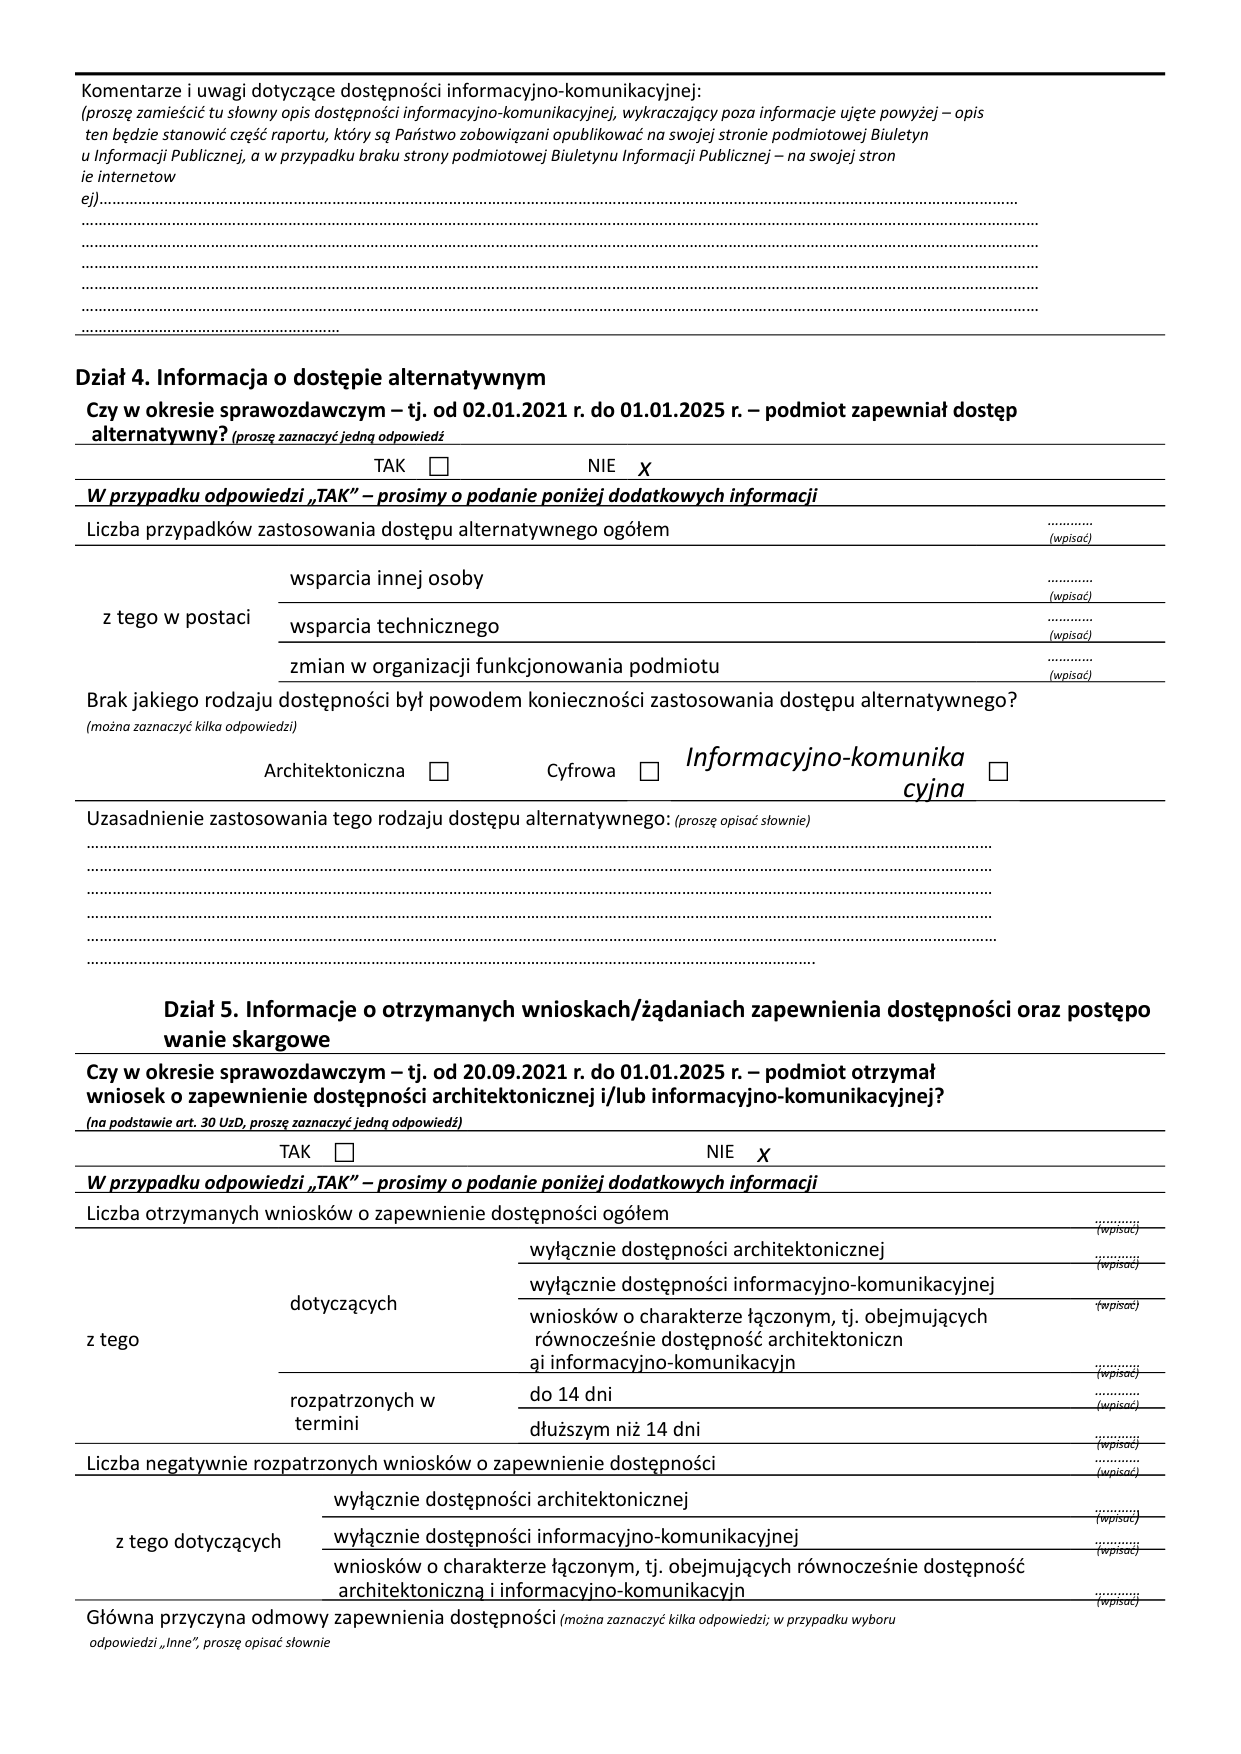 Komentarze i uwagi dotyczące dostępności informacyjno-komunikacyjnej:
(proszę zamieścić tu słowny opis dostępności informacyjno-komunikacyjnej, wykraczający poza informacje ujęte powyżej – opis
ten będzie stanowić część raportu, który są Państwo zobowiązani opublikować na swojej stronie podmiotowej Biuletyn
u Informacji Publicznej, a w przypadku braku strony podmiotowej Biuletynu Informacji Publicznej – na swojej stron
ie internetow
ej)……………………………………………………………………………………………………………………………
……………………………………………………………………………………………………………………………………
……………………………………………………………………………………………………………………………………
……………………………………………………………………………………………………………………………………
……………………………………………………………………………………………………………………………………
……………………………………………………………………………………………………………………………………
……………………………………………………
Dział 4. Informacja o dostępie alternatywnym
Czy w okresie sprawozdawczym – tj. od 02.01.2021 r. do 01.01.2025 r. – podmiot zapewniał dostęp
alternatywny? (proszę zaznaczyć jedną odpowiedź
TAK ☐ NIE x
W przypadku odpowiedzi „TAK” – prosimy o podanie poniżej dodatkowych informacji
Liczba przypadków zastosowania dostępu alternatywnego ogółem …………
(wpisać)
z tego w postaci
wsparcia innej osoby …………
(wpisać)
wsparcia technicznego …………
(wpisać)
zmian w organizacji funkcjonowania podmiotu …………
(wpisać)
Brak jakiego rodzaju dostępności był powodem konieczności zastosowania dostępu alternatywnego?
(można zaznaczyć kilka odpowiedzi)
Architektoniczna ☐ Cyfrowa ☐ Informacyjno-komunika
cyjna ☐
Uzasadnienie zastosowania tego rodzaju dostępu alternatywnego: (proszę opisać słownie)
……………………………………………………………………………………………………………………………
……………………………………………………………………………………………………………………………
……………………………………………………………………………………………………………………………
……………………………………………………………………………………………………………………………
……………………………………………………………………………………………………………………………
…………………………………………………………………………………………………….
Dział 5. Informacje o otrzymanych wnioskach/żądaniach zapewnienia dostępności oraz postępo
wanie skargowe
Czy w okresie sprawozdawczym – tj. od 20.09.2021 r. do 01.01.2025 r. – podmiot otrzymał
wniosek o zapewnienie dostępności architektonicznej i/lub informacyjno-komunikacyjnej?
(na podstawie art. 30 UzD, proszę zaznaczyć jedną odpowiedź)
TAK ☐ NIE x
W przypadku odpowiedzi „TAK” – prosimy o podanie poniżej dodatkowych informacji
Liczba otrzymanych wniosków o zapewnienie dostępności ogółem …………
(wpisać)
z tego
dotyczących
wyłącznie dostępności architektonicznej …………
(wpisać)
wyłącznie dostępności informacyjno-komunikacyjnej …………
(wpisać)
wniosków o charakterze łączonym, tj. obejmujących
równocześnie dostępność architektoniczn
ąi informacyjno-komunikacyjn …………
(wpisać)
rozpatrzonych w
termini
do 14 dni …………
(wpisać)
dłuższym niż 14 dni …………
(wpisać)
Liczba negatywnie rozpatrzonych wniosków o zapewnienie dostępności …………
(wpisać)
z tego dotyczących
wyłącznie dostępności architektonicznej …………
(wpisać)
wyłącznie dostępności informacyjno-komunikacyjnej …………
(wpisać)
wniosków o charakterze łączonym, tj. obejmujących równocześnie dostępność
architektoniczną i informacyjno-komunikacyjn …………
(wpisać)
Główna przyczyna odmowy zapewnienia dostępności (można zaznaczyć kilka odpowiedzi; w przypadku wyboru
odpowiedzi „Inne”, proszę opisać słownie